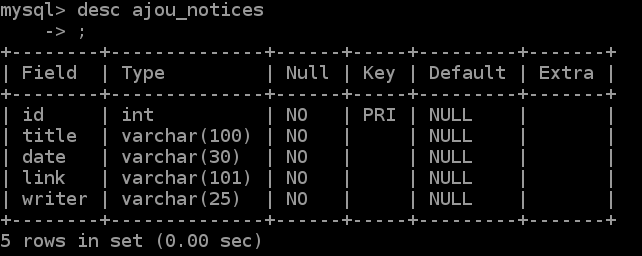 mysql> desc ajou_notices
    -> ;
+--------+--------------+------+-----+---------+-------+
| Field  | Type         | Null | Key | Default | Extra |
+--------+--------------+------+-----+---------+-------+
| id     | int          | NO   | PRI | NULL    |       |
| title  | varchar(100) | NO   |     | NULL    |       |
| date   | varchar(30)  | NO   |     | NULL    |       |
| link   | varchar(101) | NO   |     | NULL    |       |
| writer | varchar(25)  | NO   |     | NULL    |       |
+--------+--------------+------+-----+---------+-------+
5 rows in set (0.00 sec)